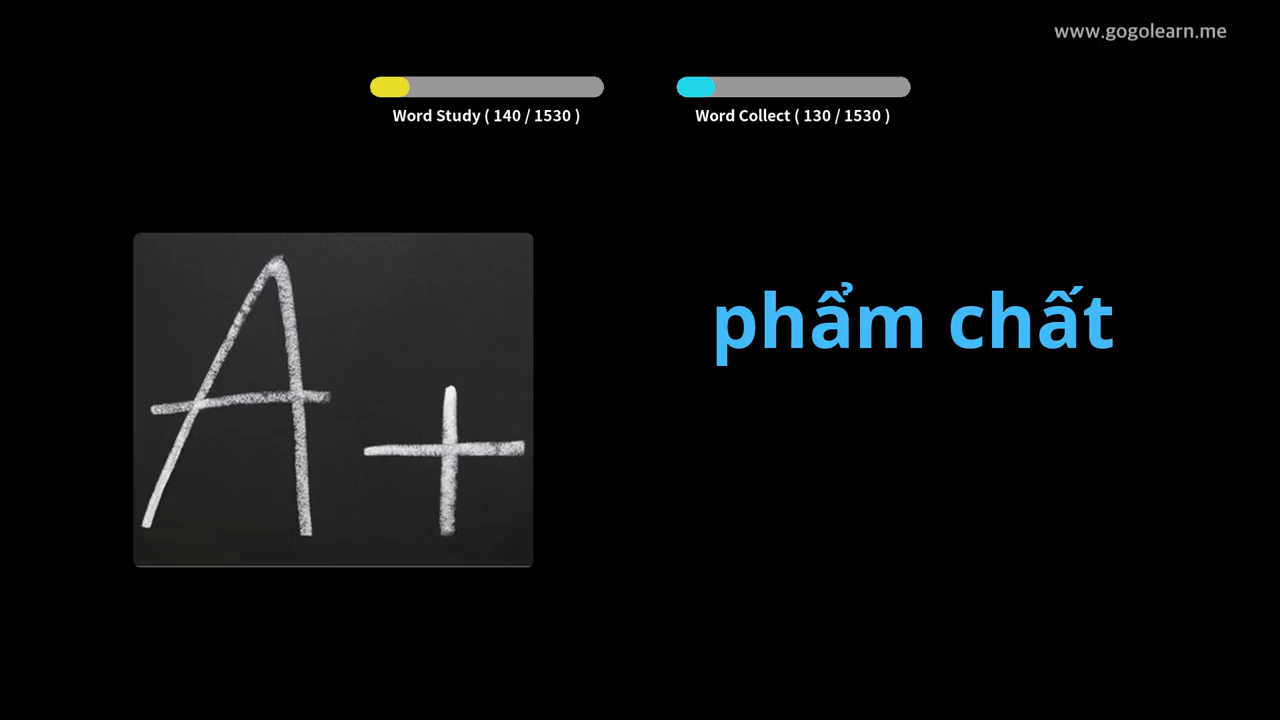 www.gogolearn.me
Word Study ( 140 / 1530 )
Word Collect ( 130 / 1530 )
A+
phẩm chất